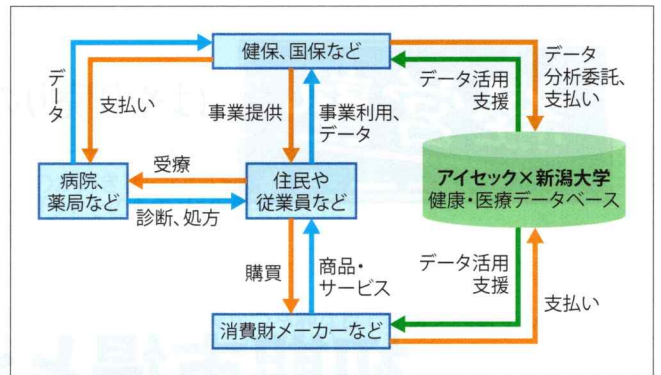 健保、国保など
データ
支払い
事業提供
事業利用、
データ
データ活用
支援
データ
分析委託、
支払い
病院、
薬局など
受療
診断、処方
住民や
従業員など
アイセック×新潟大学
健康・医療データベース
購買
商品・
サービス
データ活用
支援
支払い
消費財メーカーなど